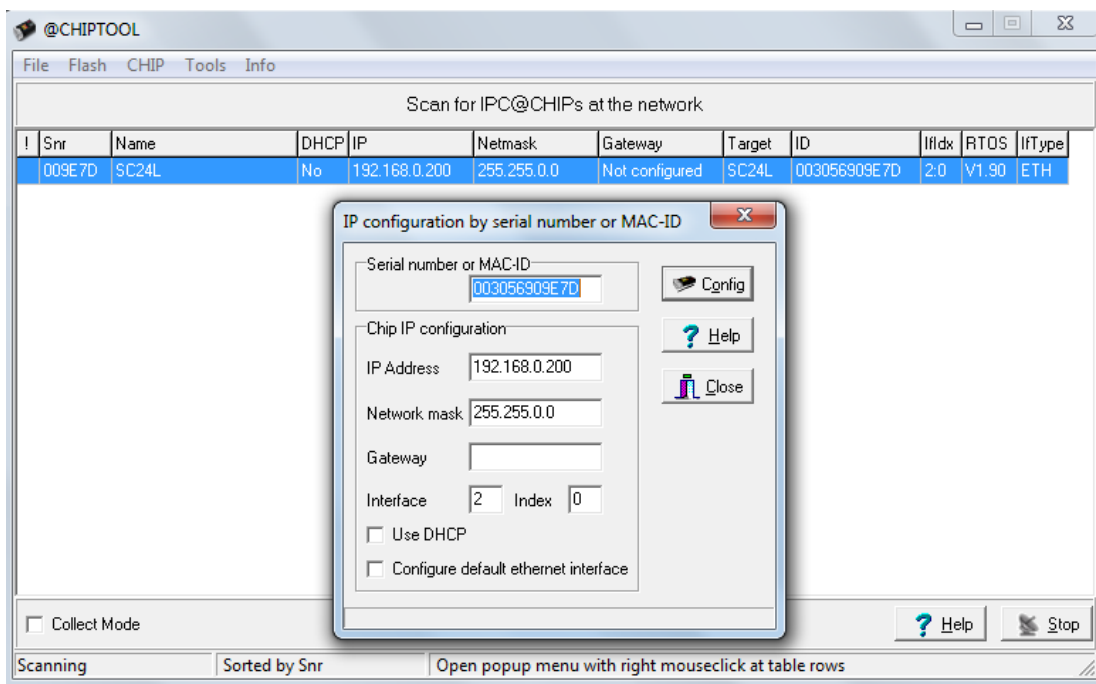 @CHIPTOOL
File Flash CHIP Tools Info
Scan for IPC@CHIPs at the network
! Snr Name DHCP IP Netmask Gateway Target ID IfIdx RTOS IfType
009E7D SC24L No 192.168.0.200 255.255.0.0 Not configured SC24L 003056909E7D 2:0 V1.90 ETH
IP configuration by serial number or MAC-ID
Serial number or MAC-ID
003056909E7D
Config
Chip IP configuration
Help
IP Address 192.168.0.200
Close
Network mask 255.255.0.0
Gateway
Interface 2 Index 0
Use DHCP
Configure default ethernet interface
Collect Mode
Help
Stop
Scanning
Sorted by Snr
Open popup menu with right mouseclick at table rows